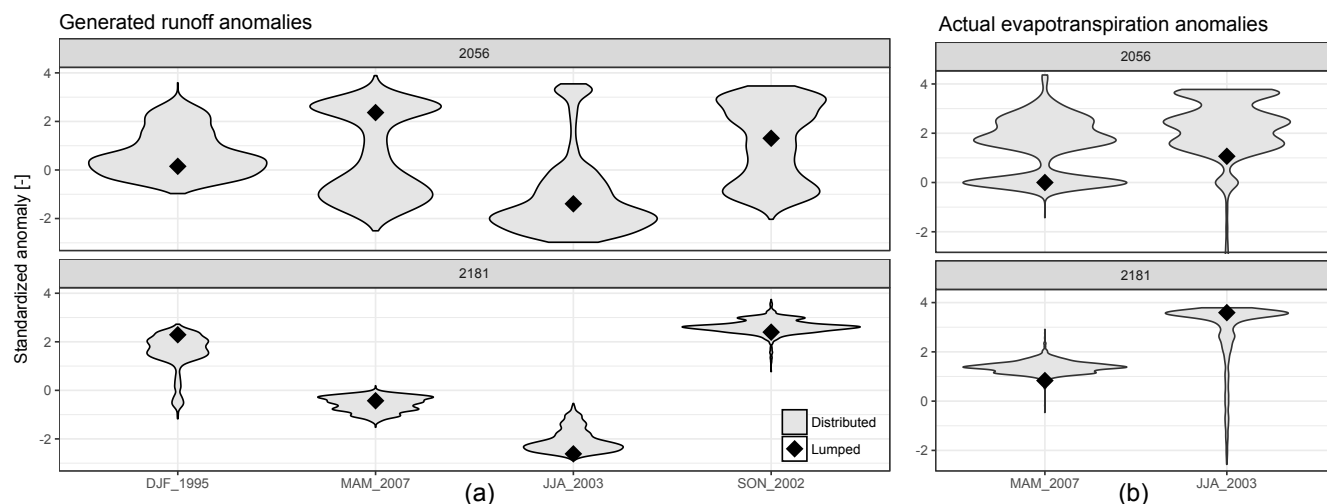 Generated runoff anomalies
Actual evapotranspiration anomalies
2056
2056
4
2
0
-2
4
2
0
-2
Standardized anomaly [-]
2181
2181
4
2
0
-2
4
2
0
-2
Distributed
Lumped
DJF_1995
MAM_2007
JJA_2003
SON_2002
MAM_2007
JJA_2003
(a)
(b)